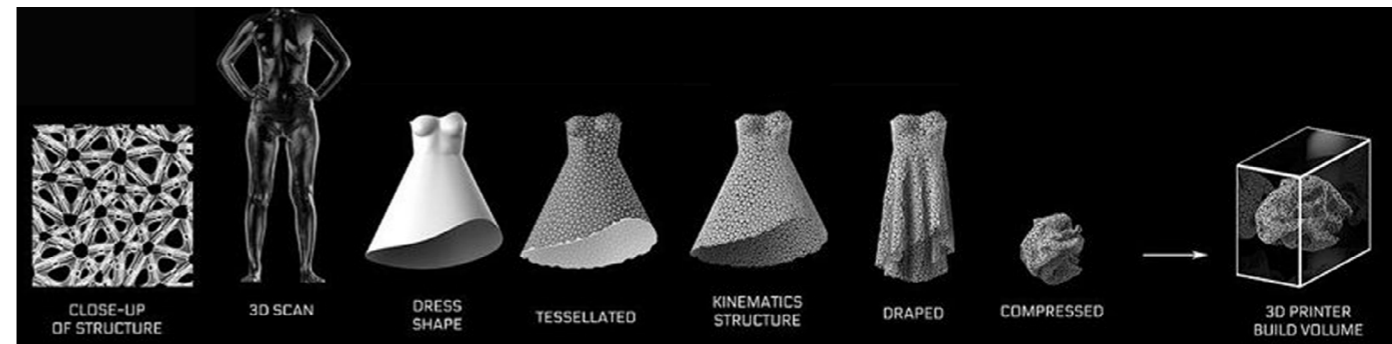 CLOSE-UP
OF STRUCTURE
3D SCAN
DRESS
SHAPE
TESSELLATED
KINEMATICS
STRUCTURE
DRAPED
COMPRESSED
3D PRINTER
BUILD VOLUME